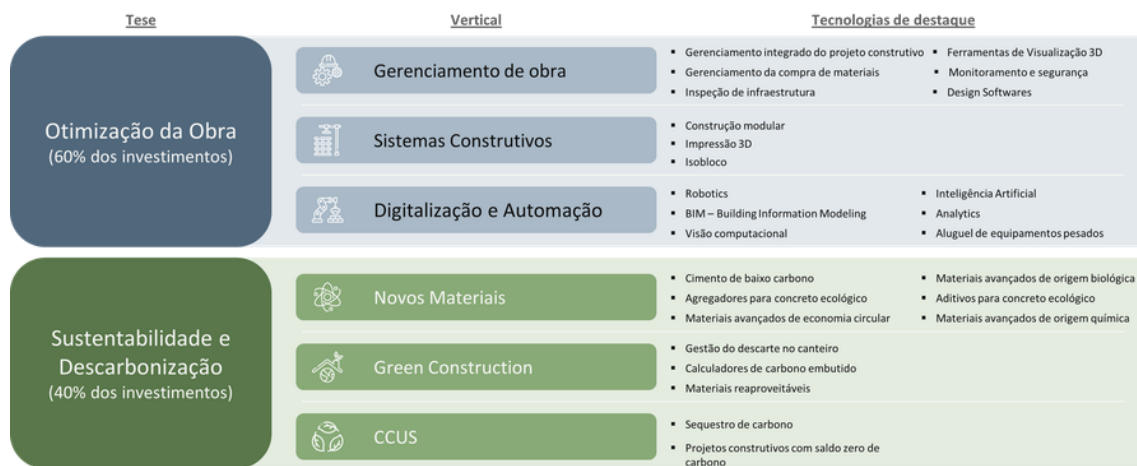 Tese
Vertical
Tecnologias de destaque
Otimização da Obra
(60% dos investimentos)
Gerenciamento de obra
▪ Gerenciamento integrado do projeto construtivo
▪ Gerenciamento da compra de materiais
▪ Inspeção de infraestrutura
▪ Ferramentas de Visualização 3D
▪ Monitoramento e segurança
▪ Design Softwares
Sistemas Construtivos
▪ Construção modular
▪ Impressão 3D
▪ Isobloco
Digitalização e Automação
▪ Robotics
▪ BIM – Building Information Modeling
▪ Visão computacional
▪ Inteligência Artificial
▪ Analytics
▪ Aluguel de equipamentos pesados
Sustentabilidade e
Descarbonização
(40% dos investimentos)
Novos Materiais
▪ Cimento de baixo carbono
▪ Agregadores para concreto ecológico
▪ Materiais avançados de economia circular
▪ Materiais avançados de origem biológica
▪ Aditivos para concreto ecológico
▪ Materiais avançados de origem química
Green Construction
▪ Gestão do descarte no canteiro
▪ Calculadores de carbono embutido
▪ Materiais reaproveitáveis
CCUS
▪ Sequestro de carbono
▪ Projetos construtivos com saldo zero de
carbono